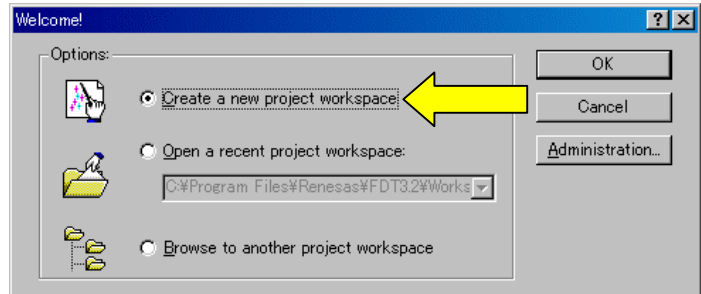 Welcome!
Options:
Create a new project workspace
Open a recent project workspace:
C:¥Program Files¥Renesas¥FDT3.2¥Works
Browse to another project workspace
OK
Cancel
Administration...